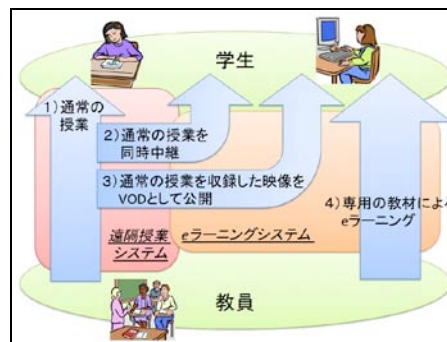 学生
1)通常の
授業
2)通常の授業を
同時中継
3)通常の授業を収録した映像を
VODとして公開
4)専用の教材による
eラーニング
遠隔授業
システム
eラーニングシステム
教員